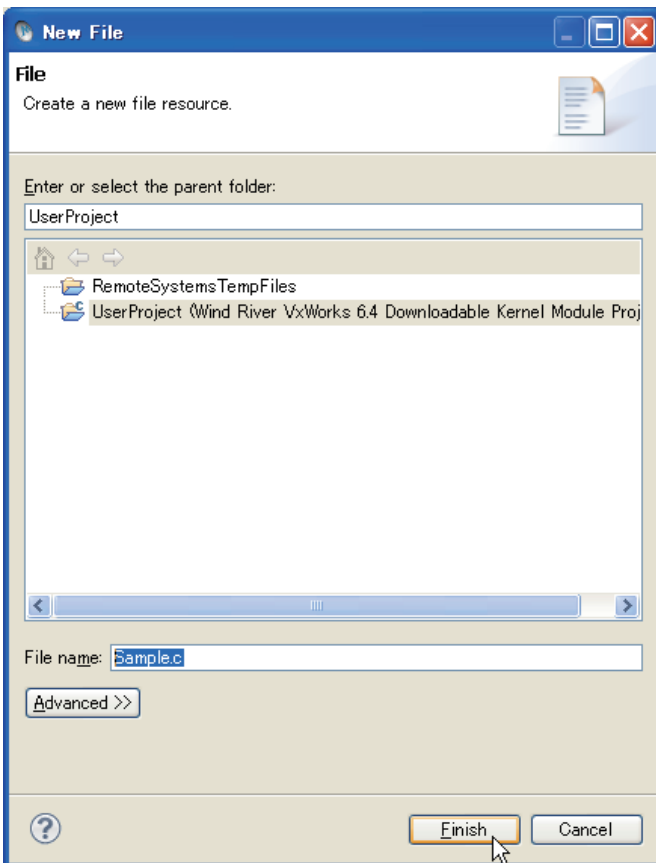 New File
File
Create a new file resource.
Enter or select the parent folder:
UserProject
RemoteSystemsTempFiles
UserProject (Wind River VxWorks 6.4 Downloadable Kernel Module Proj
File name: Sample.c
Advanced >>
Finish Cancel